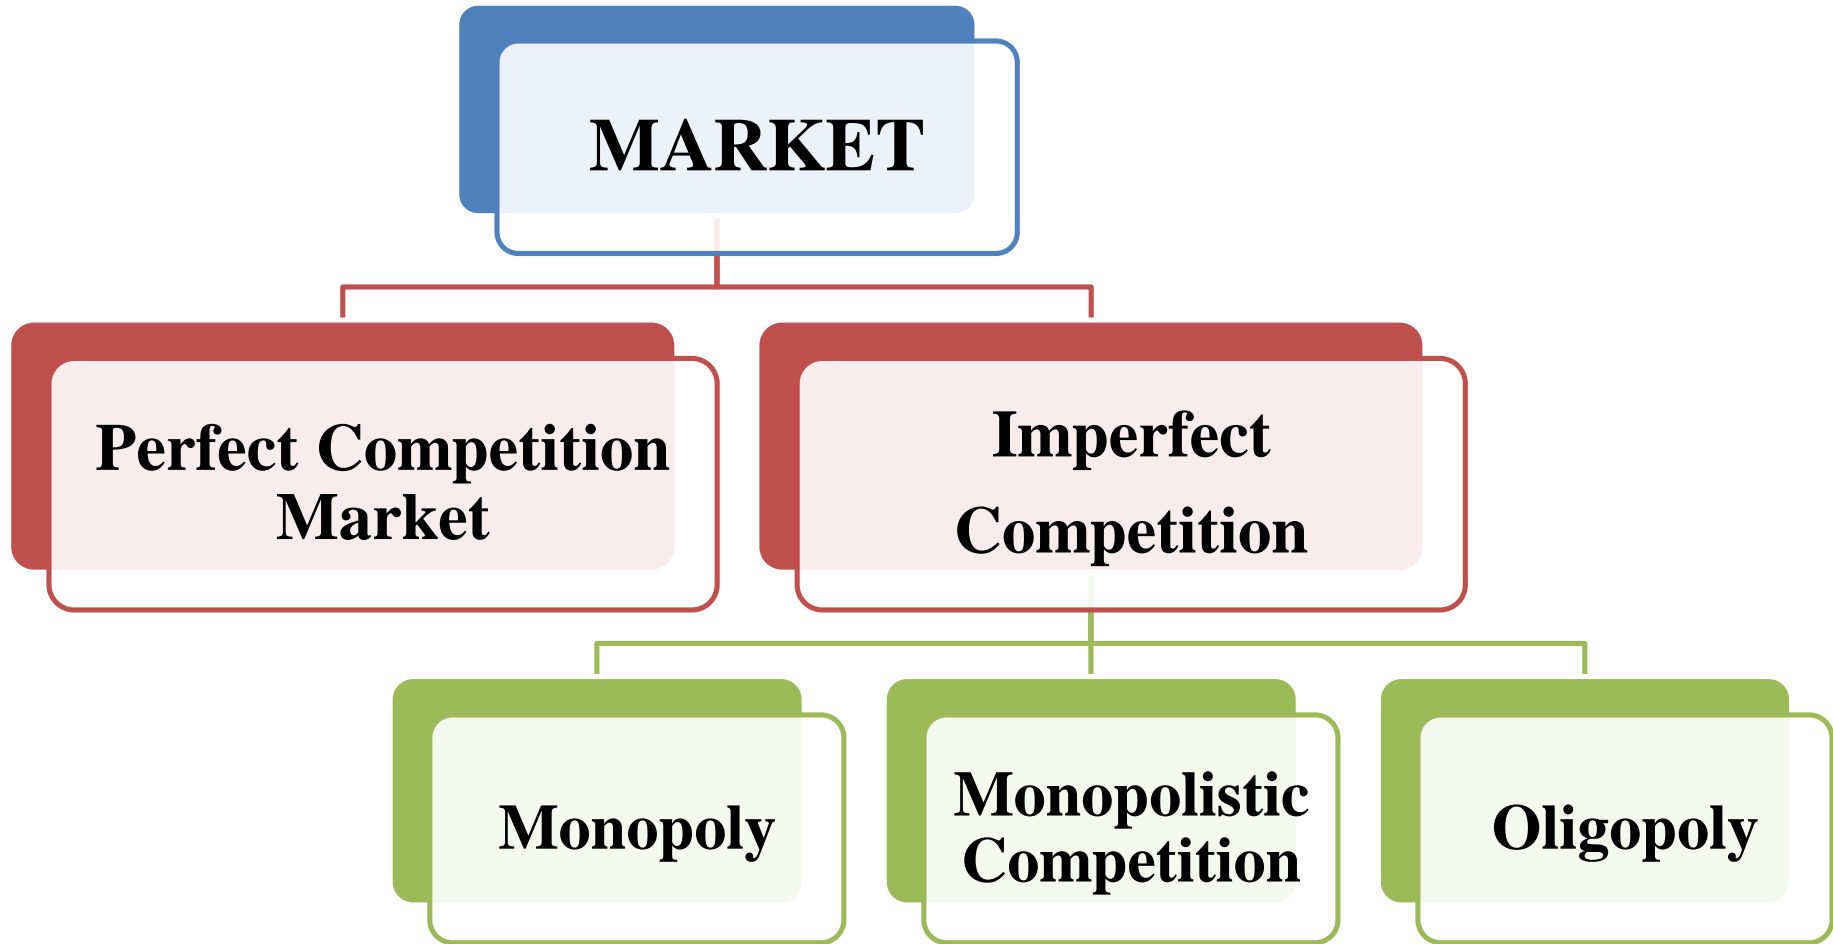 MARKET
Perfect Competition
Market
Imperfect
Competition
Monopoly
Monopolistic
Competition
Oligopoly